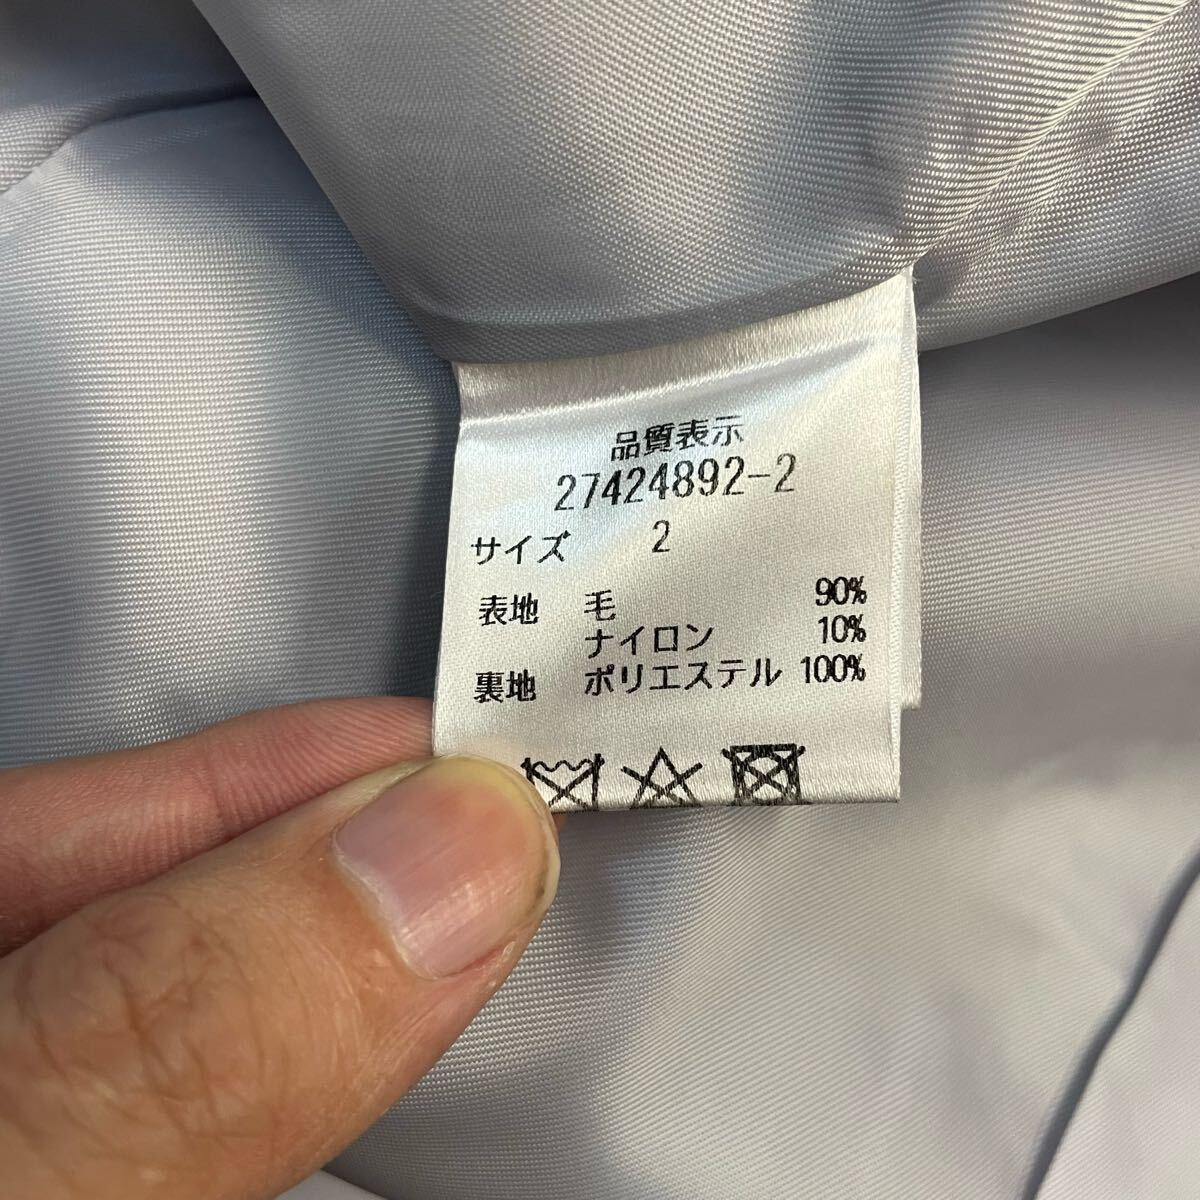 品質表示
27424892-2
サイズ 2
表地 毛 90%
ナイロン 10%
裏地 ポリエステル 100%